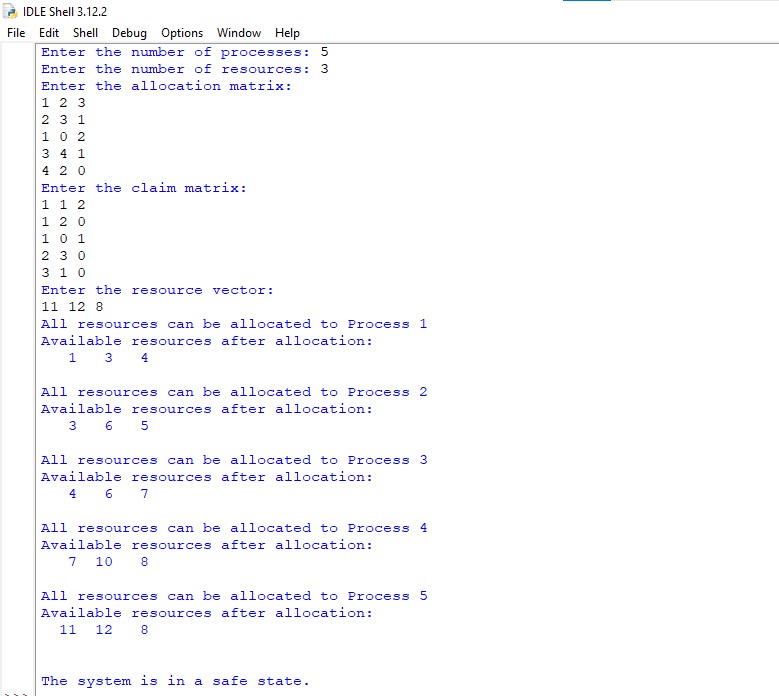 IDLE Shell 3.12.2
File Edit Shell Debug Options Window Help
Enter the number of processes: 5
Enter the number of resources: 3
Enter the allocation matrix:
1 2 3
2 3 1
1 0 2
3 4 1
4 2 0
Enter the claim matrix:
1 1 2
1 2 0
1 0 1
2 3 0
3 1 0
Enter the resource vector:
11 12 8
All resources can be allocated to Process 1
Available resources after allocation:
1 3 4
All resources can be allocated to Process 2
Available resources after allocation:
3 6 5
All resources can be allocated to Process 3
Available resources after allocation:
4 6 7
All resources can be allocated to Process 4
Available resources after allocation:
7 10 8
All resources can be allocated to Process 5
Available resources after allocation:
11 12 8
The system is in a safe state.
>>>